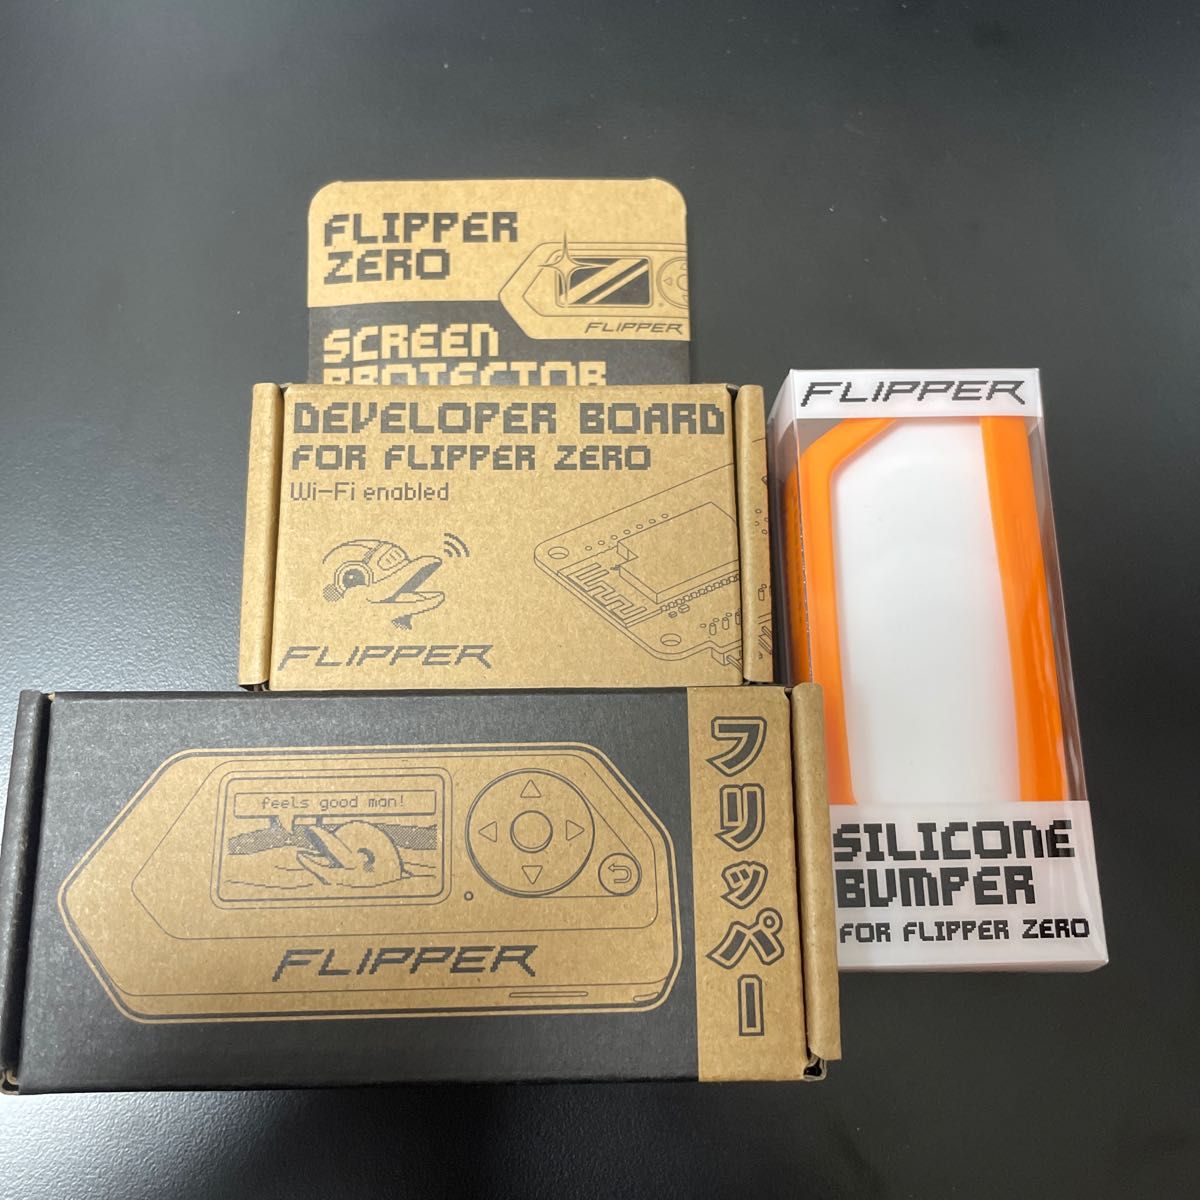 FLIPPER
ZERO
FLIPPER
SCREEN
PROTECTOR
DEVELOPER BOARD
FOR FLIPPER ZERO
Wi-Fi enabled
FLIPPER
feels good man!
FLIPPER
フリッパー
FLIPPER
SILICONE
BUMPER
FOR FLIPPER ZERO